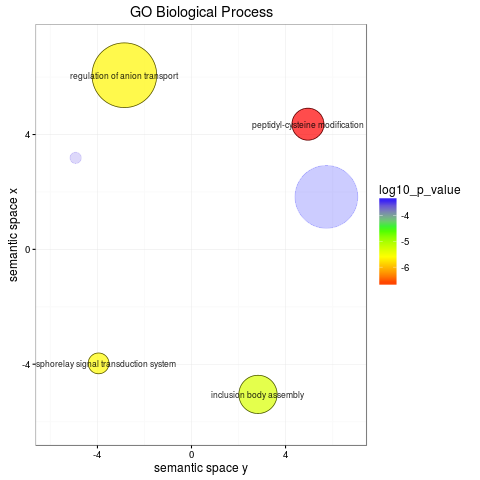 GO Biological Process
regulation of anion transport
peptidyl-cysteine modification
log10_p_value
-4
-5
-6
4
0
-4
sphorelay signal transduction system
inclusion body assembly
-4
0
4
semantic space x
semantic space y